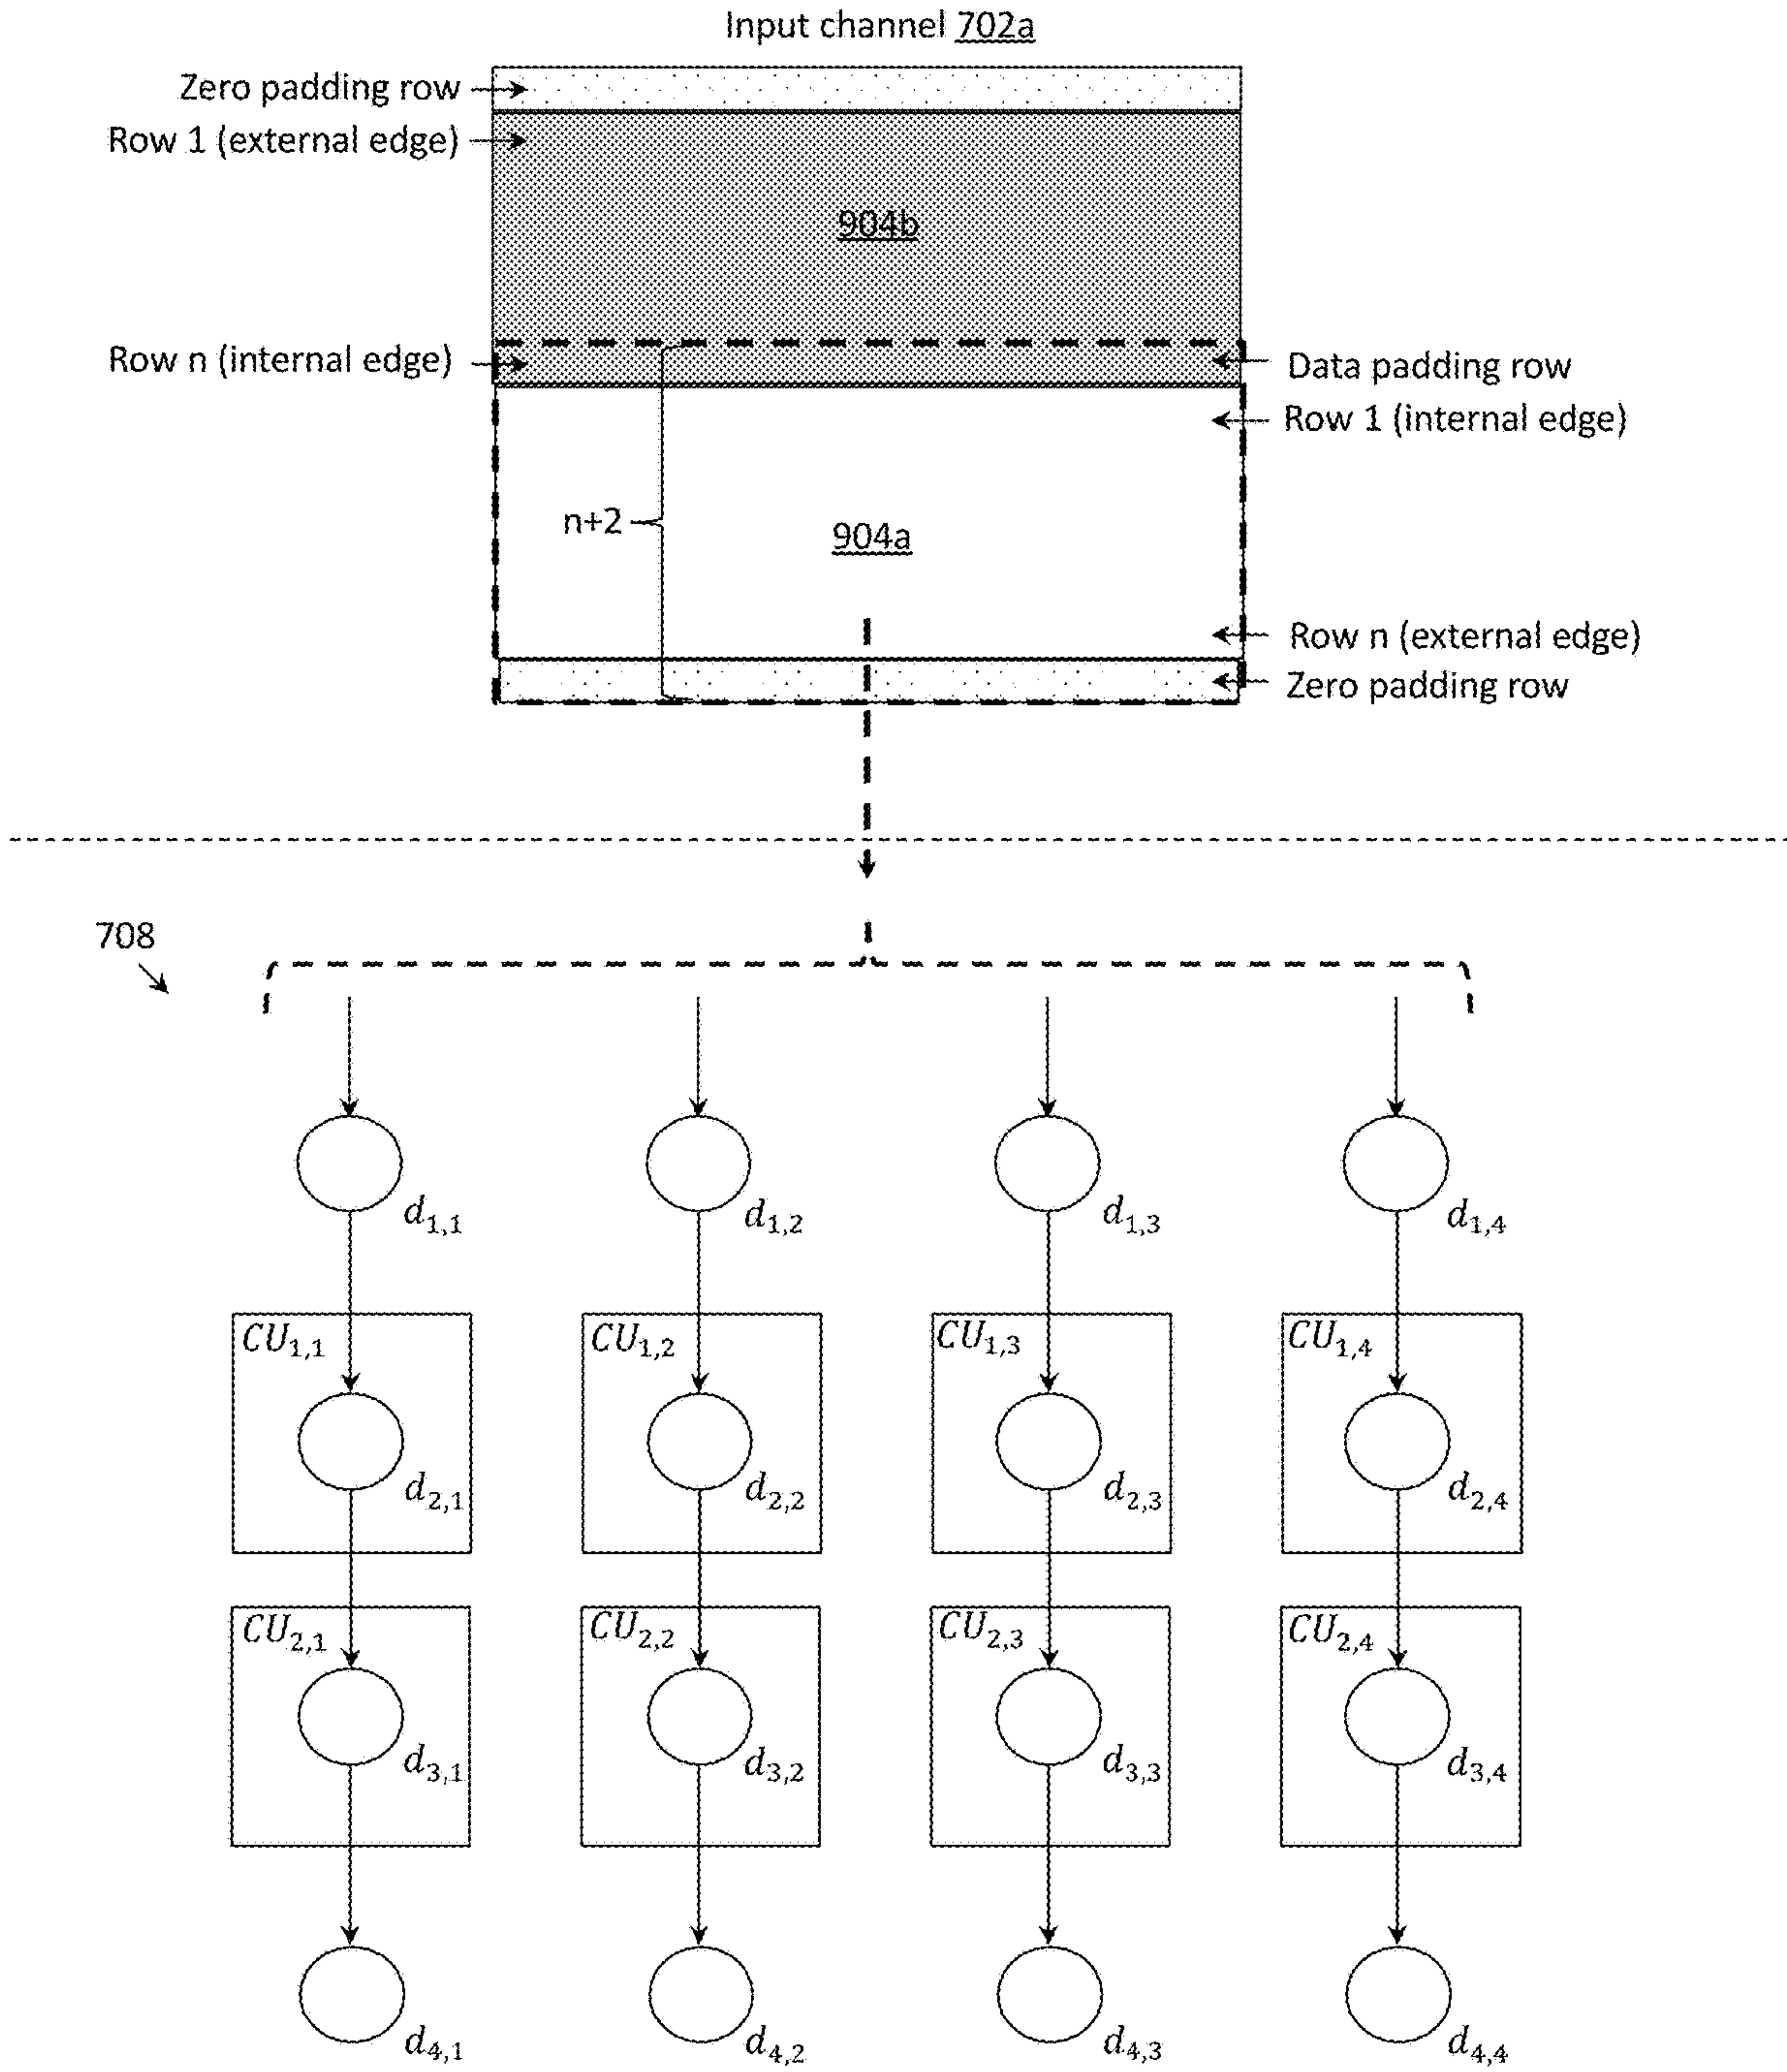 Input channel 702a
Zero padding row
Row 1 (external edge)
904b
Row n (internal edge)
Data padding row
Row 1 (internal edge)
n+2
904a
Row n (external edge)
Zero padding row
708
d1,1 d1,2 d1,3 d1,4
CU1,1 CU1,2 CU1,3 CU1,4
d2,1 d2,2 d2,3 d2,4
CU2,1 CU2,2 CU2,3 CU2,4
d3,1 d3,2 d3,3 d3,4
d4,1 d4,2 d4,3 d4,4